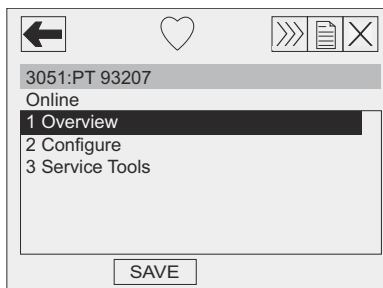 3051:PT 93207
Online
1 Overview
2 Configure
3 Service Tools
SAVE